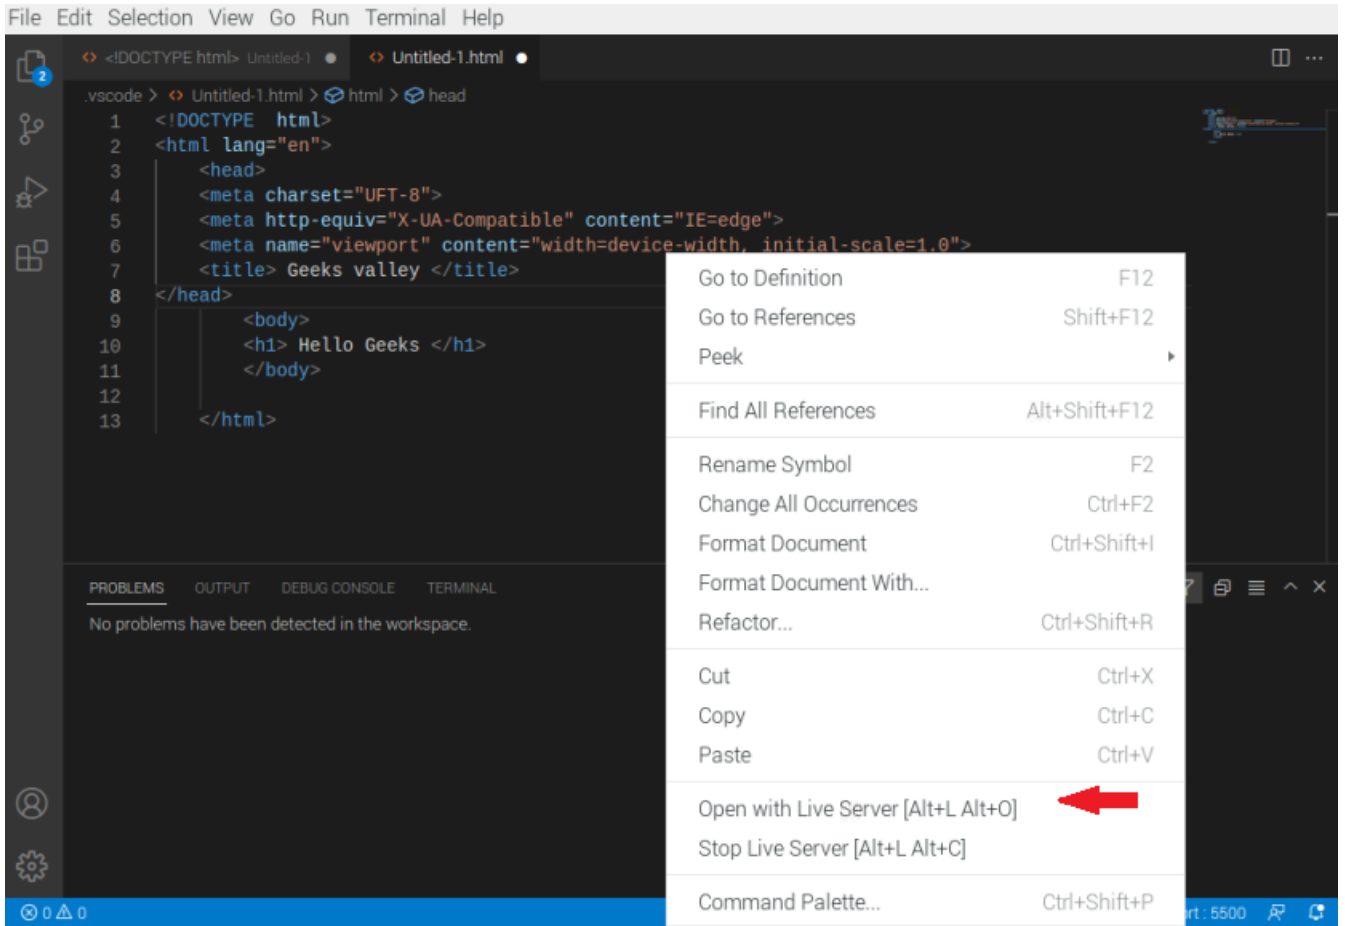 File Edit Selection View Go Run Terminal Help
<!DOCTYPE html> Untitled-1 ● Untitled-1.html ●
.vscode > Untitled-1.html > html > head
1 <!DOCTYPE html>
2 <html lang="en">
3 <head>
4 <meta charset="UFT-8">
5 <meta http-equiv="X-UA-Compatible" content="IE=edge">
6 <meta name="viewport" content="width=device-width, initial-scale=1.0">
7 <title> Geeks valley </title>
8 </head>
9 <body>
10 <h1> Hello Geeks </h1>
11 </body>
12
13 </html>
Go to Definition F12
Go to References Shift+F12
Peek
Find All References Alt+Shift+F12
Rename Symbol F2
Change All Occurrences Ctrl+F2
Format Document Ctrl+Shift+I
Format Document With...
Refactor... Ctrl+Shift+R
Cut Ctrl+X
Copy Ctrl+C
Paste Ctrl+V
Open with Live Server [Alt+L Alt+O]
Stop Live Server [Alt+L Alt+C]
Command Palette... Ctrl+Shift+P
PROBLEMS OUTPUT DEBUG CONSOLE TERMINAL
No problems have been detected in the workspace.
2
0 0
: 5500